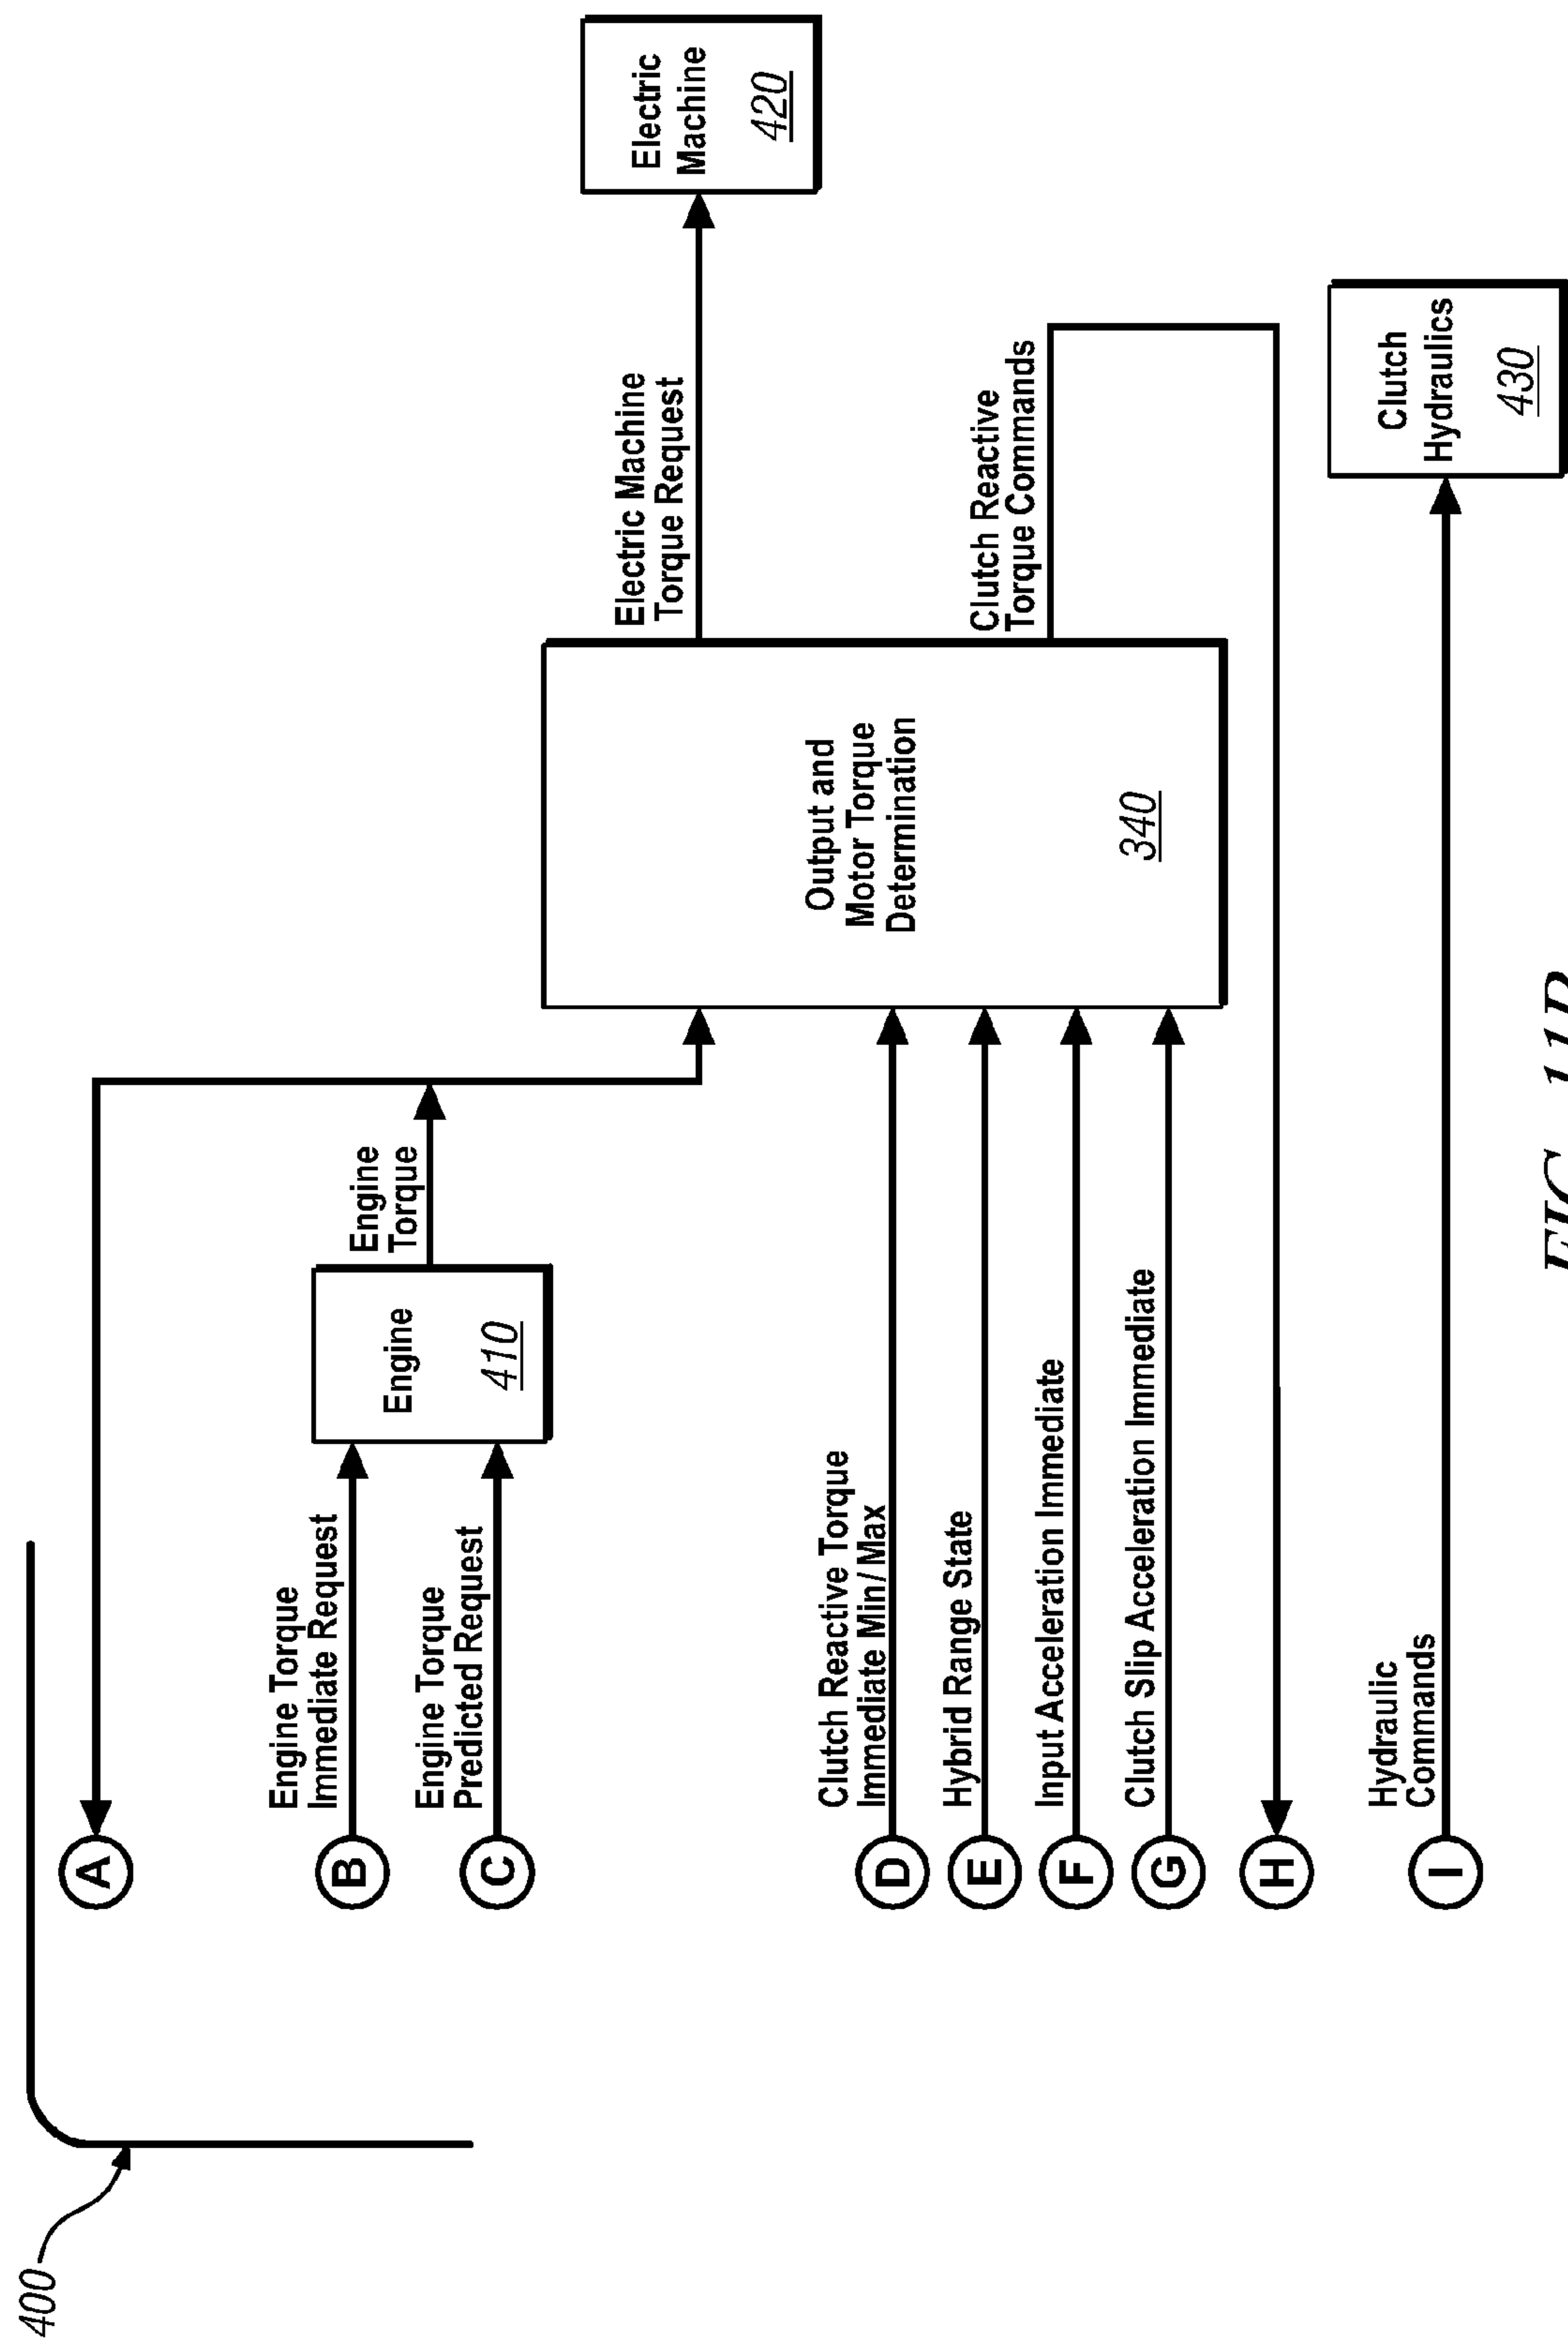 400
A
Engine Torque
Immediate Request
B
Engine Torque
Predicted Request
C
Engine
410
Engine
Torque
Clutch Reactive Torque
Immediate Min/Max
D
Hybrid Range State
E
Input Acceleration Immediate
F
Clutch Slip Acceleration Immediate
G
H
Output and
Motor Torque
Determination
340
Electric Machine
Torque Request
Electric
Machine
420
Clutch Reactive
Torque Commands
Hydraulic
Commands
I
Clutch
Hydraulics
430